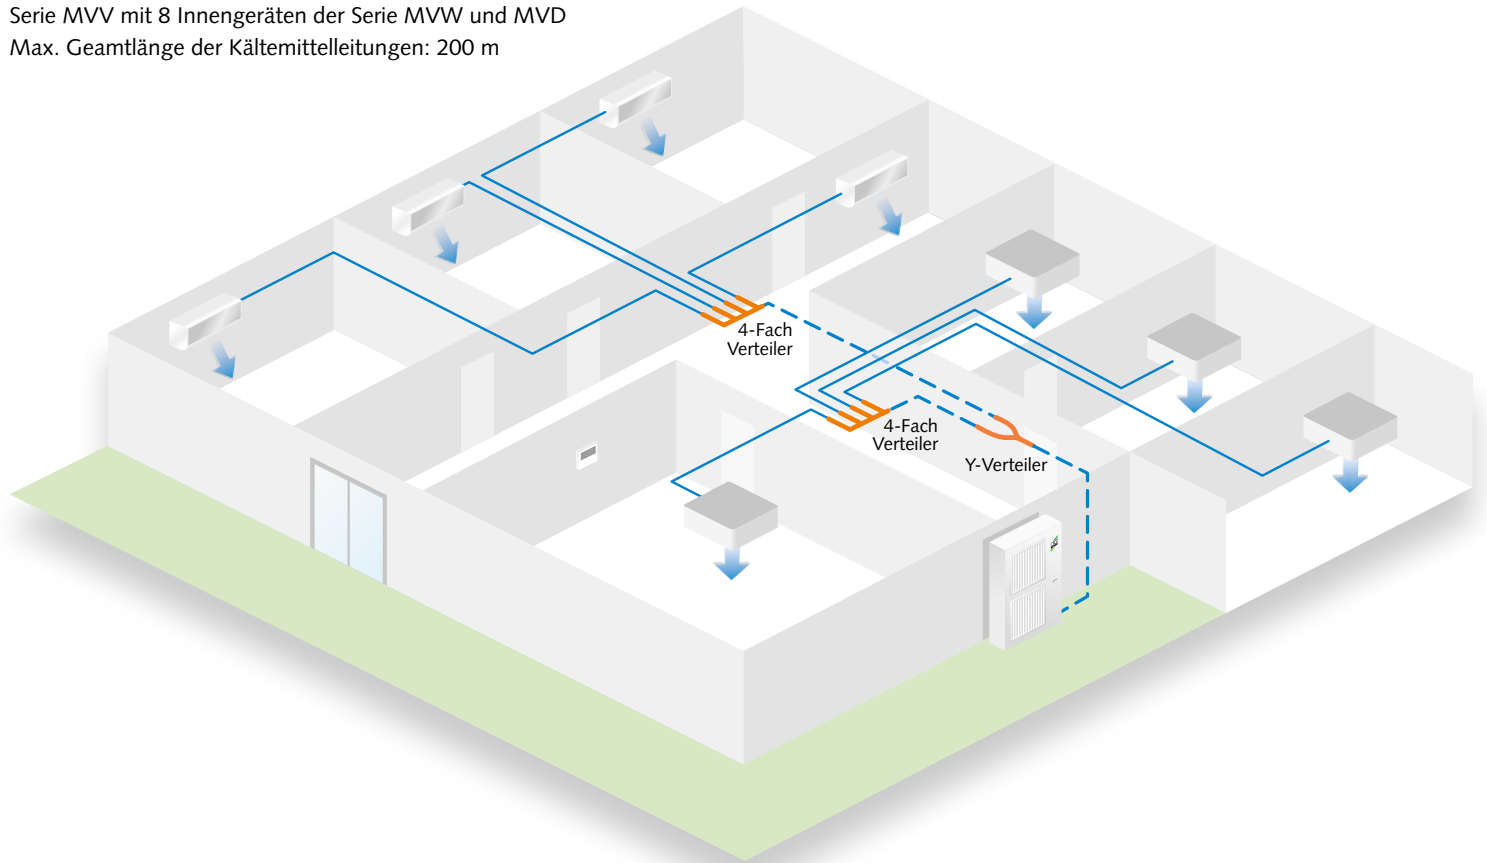 Serie MVV mit 8 Innengeräten der Serie MVW und MVD
Max. Geamtlänge der Kältemittelleitungen: 200 m
4-Fach
Verteiler
4-Fach
Verteiler
Y-Verteiler